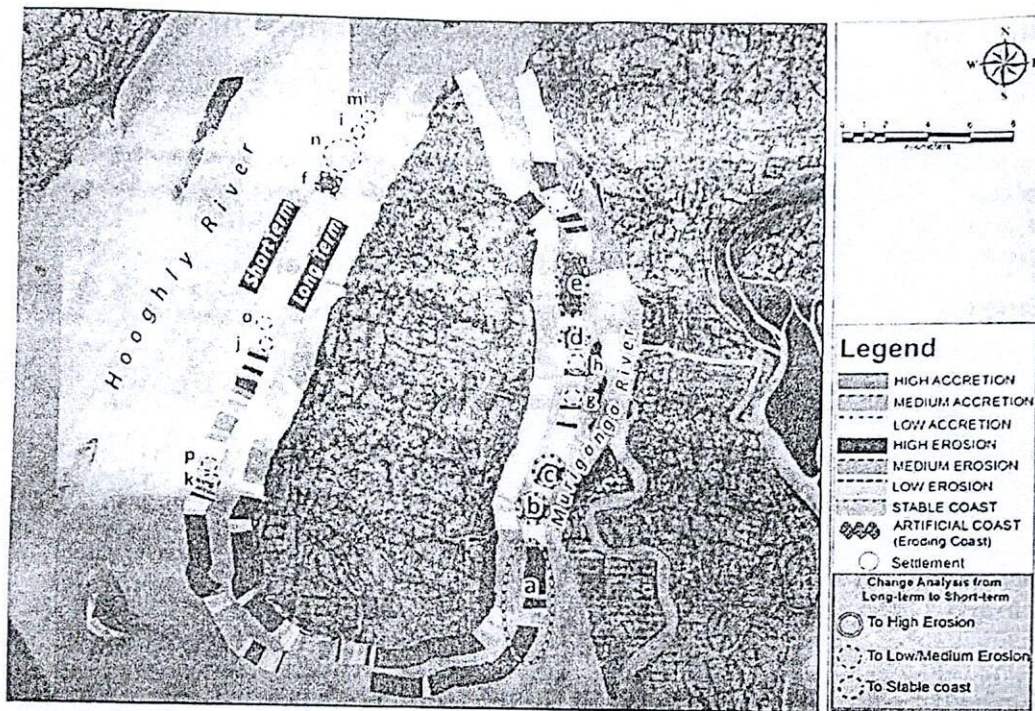 N
W
Hooghly River
m
i
n
f
Short term
Long term
o
j
p
k
e
d
h
g
c
b
a
Muriganga River
Legend
HIGH ACCRETION
MEDIUM ACCRETION
LOW ACCRETION
HIGH EROSION
MEDIUM EROSION
LOW EROSION
STABLE COAST
ARTIFICIAL COAST
(Eroding Coast)
Settlement
Change Analysis from
Long-term to Short-term
To High Erosion
To Low/Medium Erosion
To Stable coast